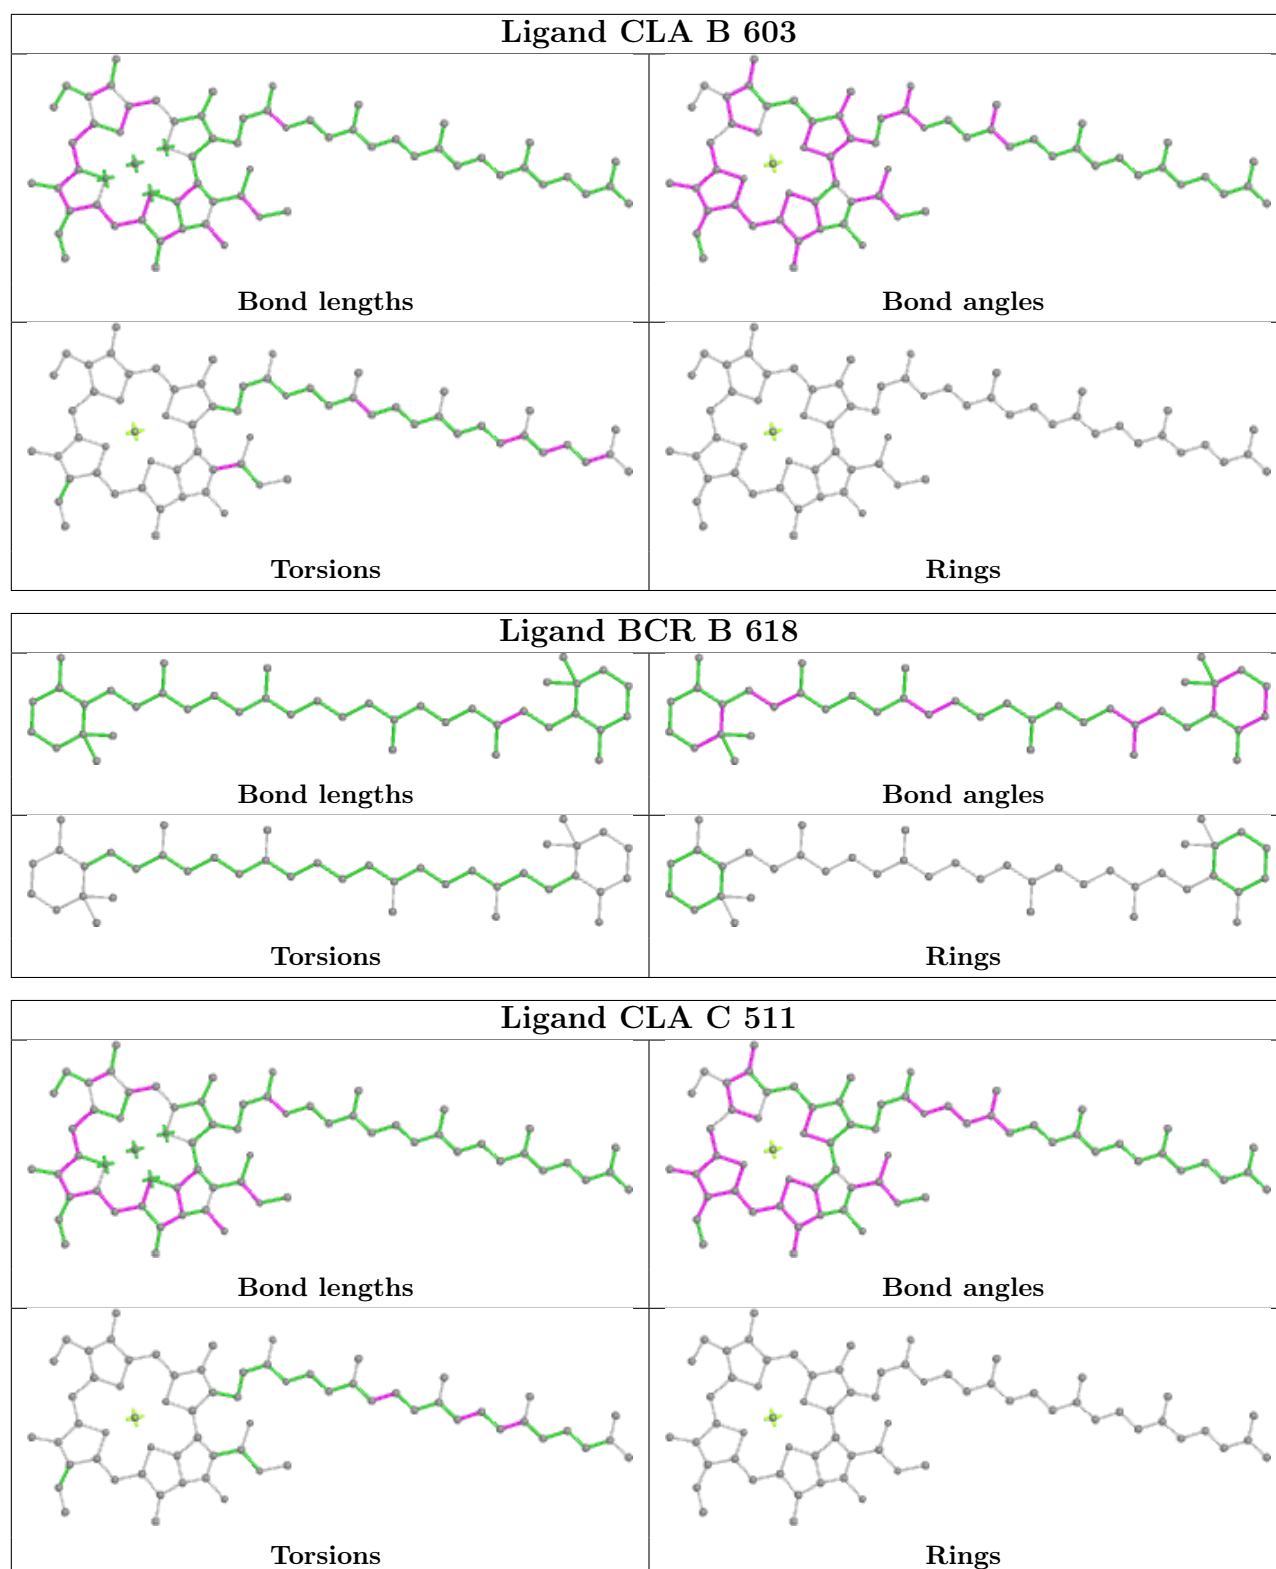 Ligand CLA B 603
Bond lengths
Bond angles
Torsions
Rings
Ligand BCR B 618
Bond lengths
Bond angles
Torsions
Rings
Ligand CLA C 511
Bond lengths
Bond angles
Torsions
Rings